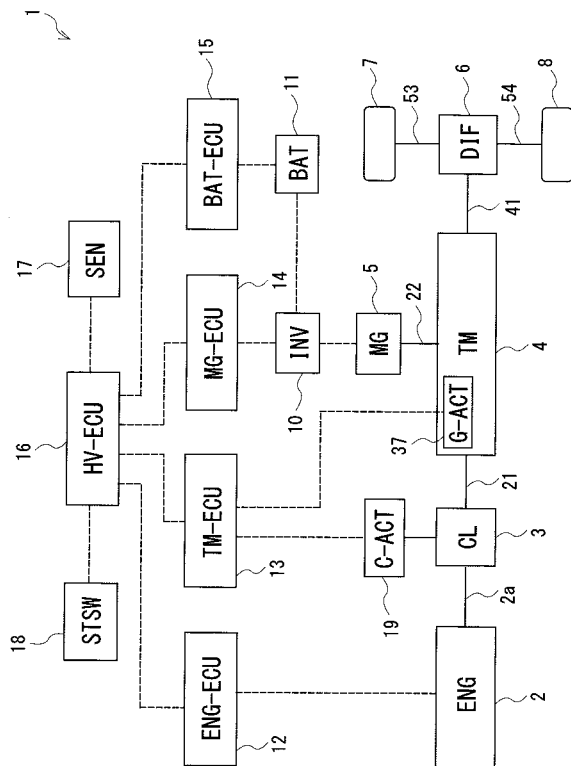 1
17
SEN
16
HV-ECU
18
STSW
15
BAT-ECU
11
BAT
14
MG-ECU
INV
10
5
MG
22
TM-ECU
13
C-ACT
19
ENG-ECU
12
7
53
6
DIF
54
8
41
TM
4
G-ACT
37
21
CL
3
2a
ENG
2